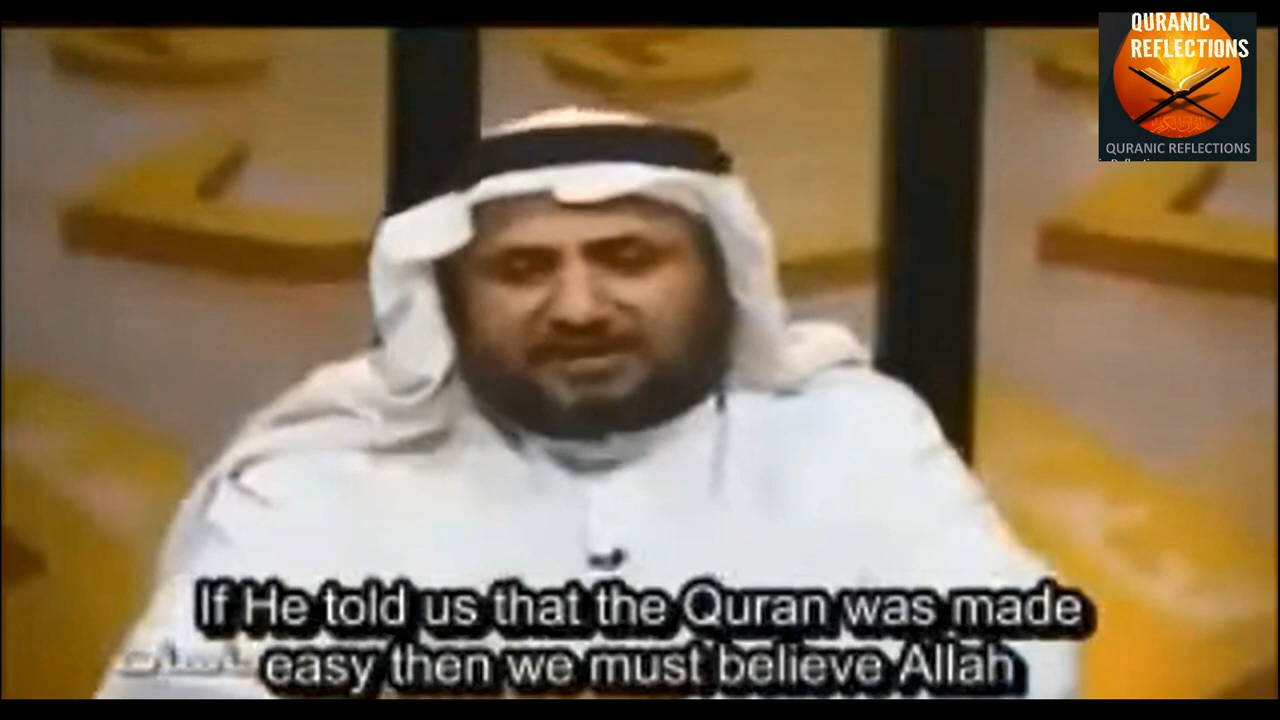 QURANIC
REFLECTIONS
QURANIC REFLECTIONS
If He told us that the Quran was made
easy then we must believe Allah